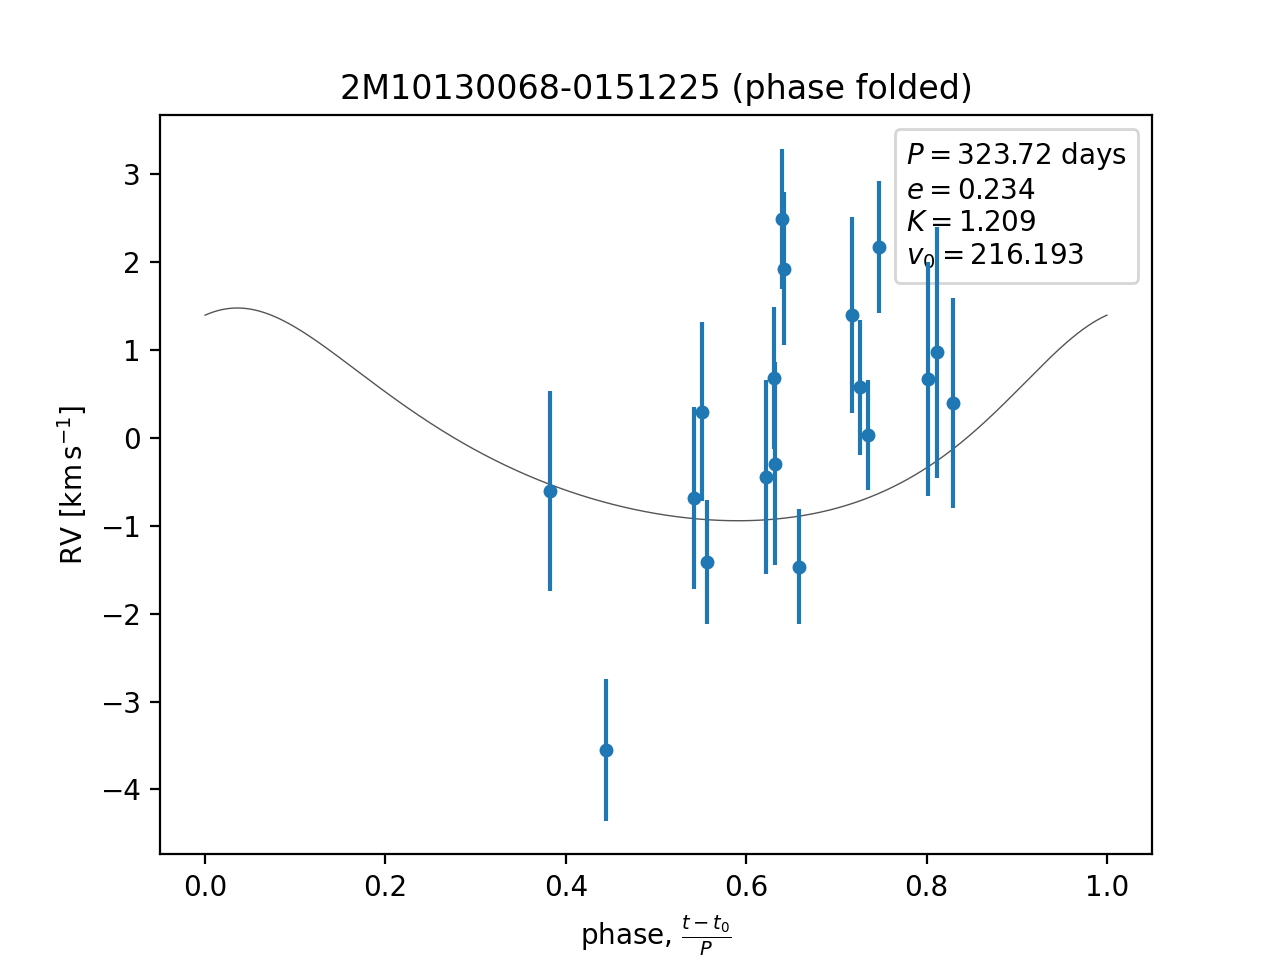 2M10130068-0151225 (phase folded)
P = 323.72 days
e = 0.234
K = 1.209
v₀ = 216.193
RV [km s⁻¹]
3
2
1
0
−1
−2
−3
−4
0.0 0.2 0.4 0.6 0.8 1.0
phase, (t − t₀)/P